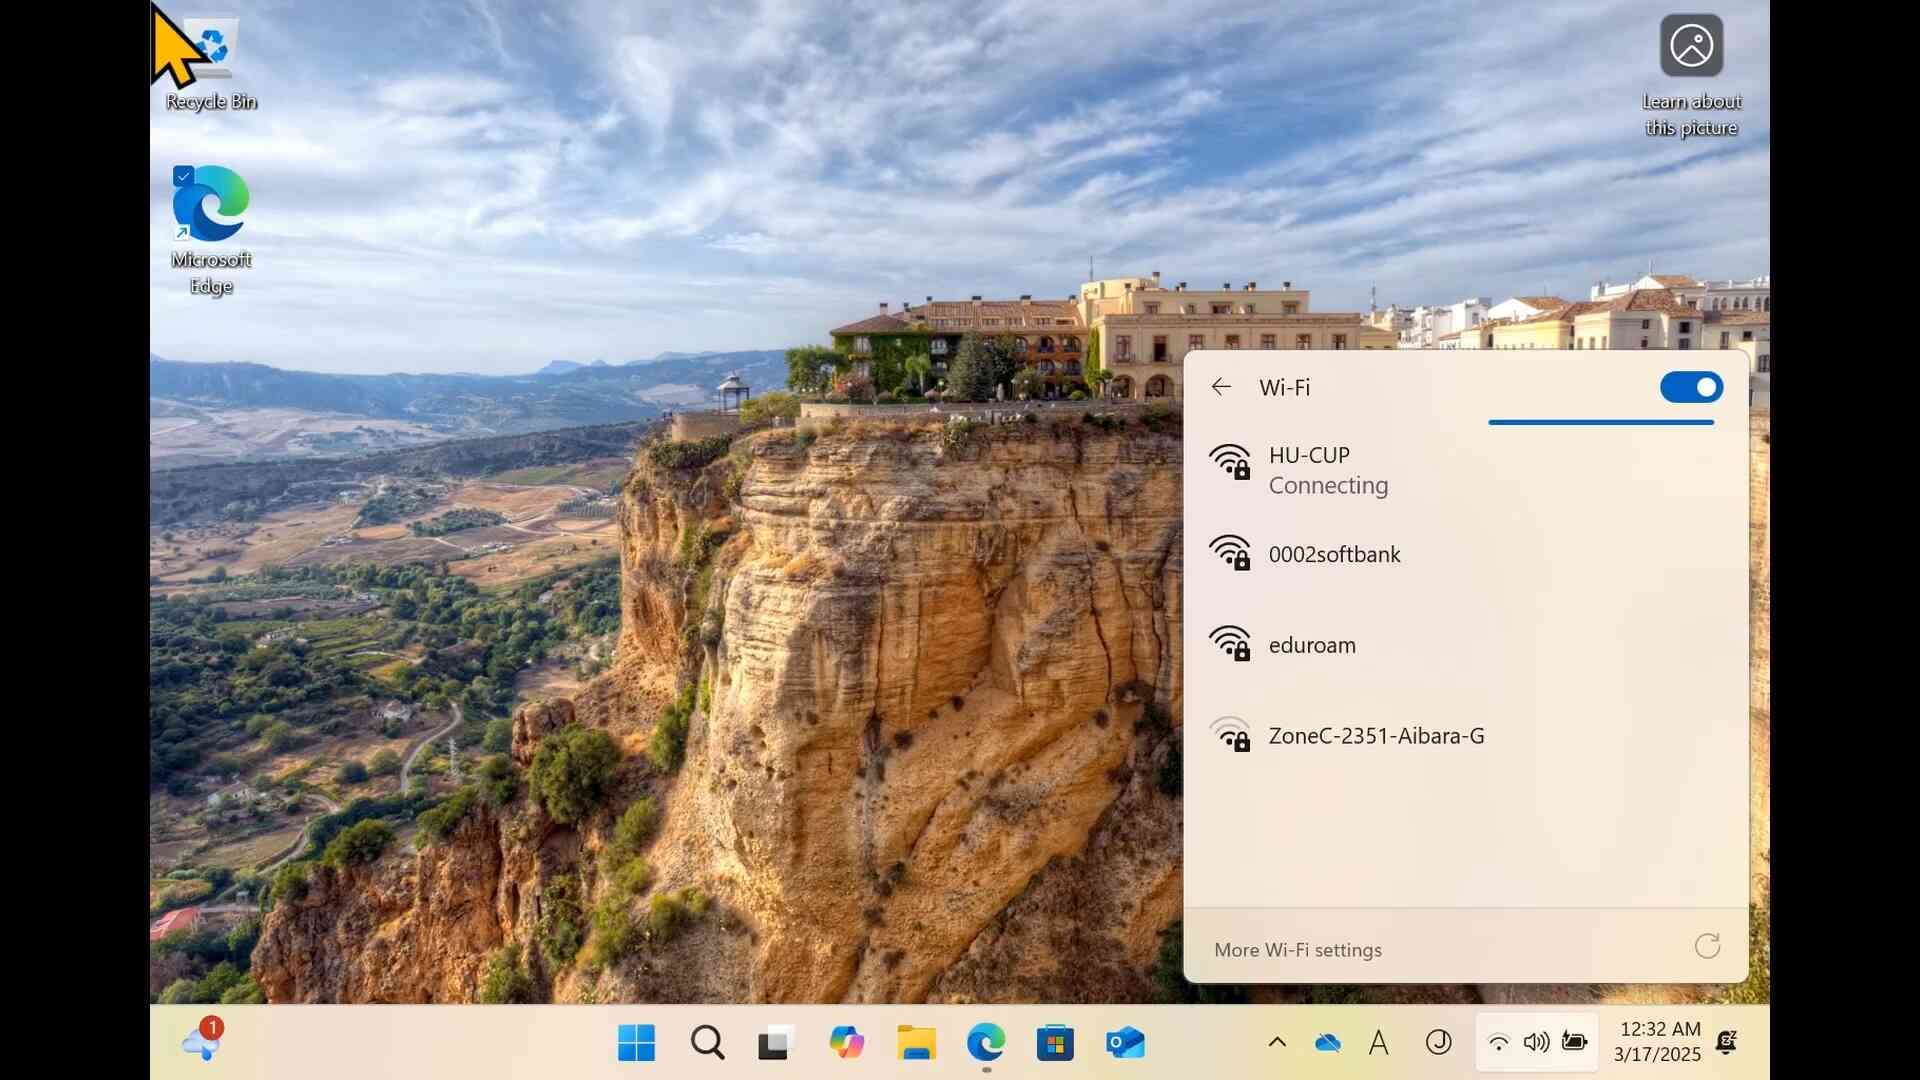 Recycle Bin
Learn about
this picture
Microsoft
Edge
Wi-Fi
HU-CUP
Connecting
0002softbank
eduroam
ZoneC-2351-Aibara-G
More Wi-Fi settings
1
A
J
12:32 AM
3/17/2025